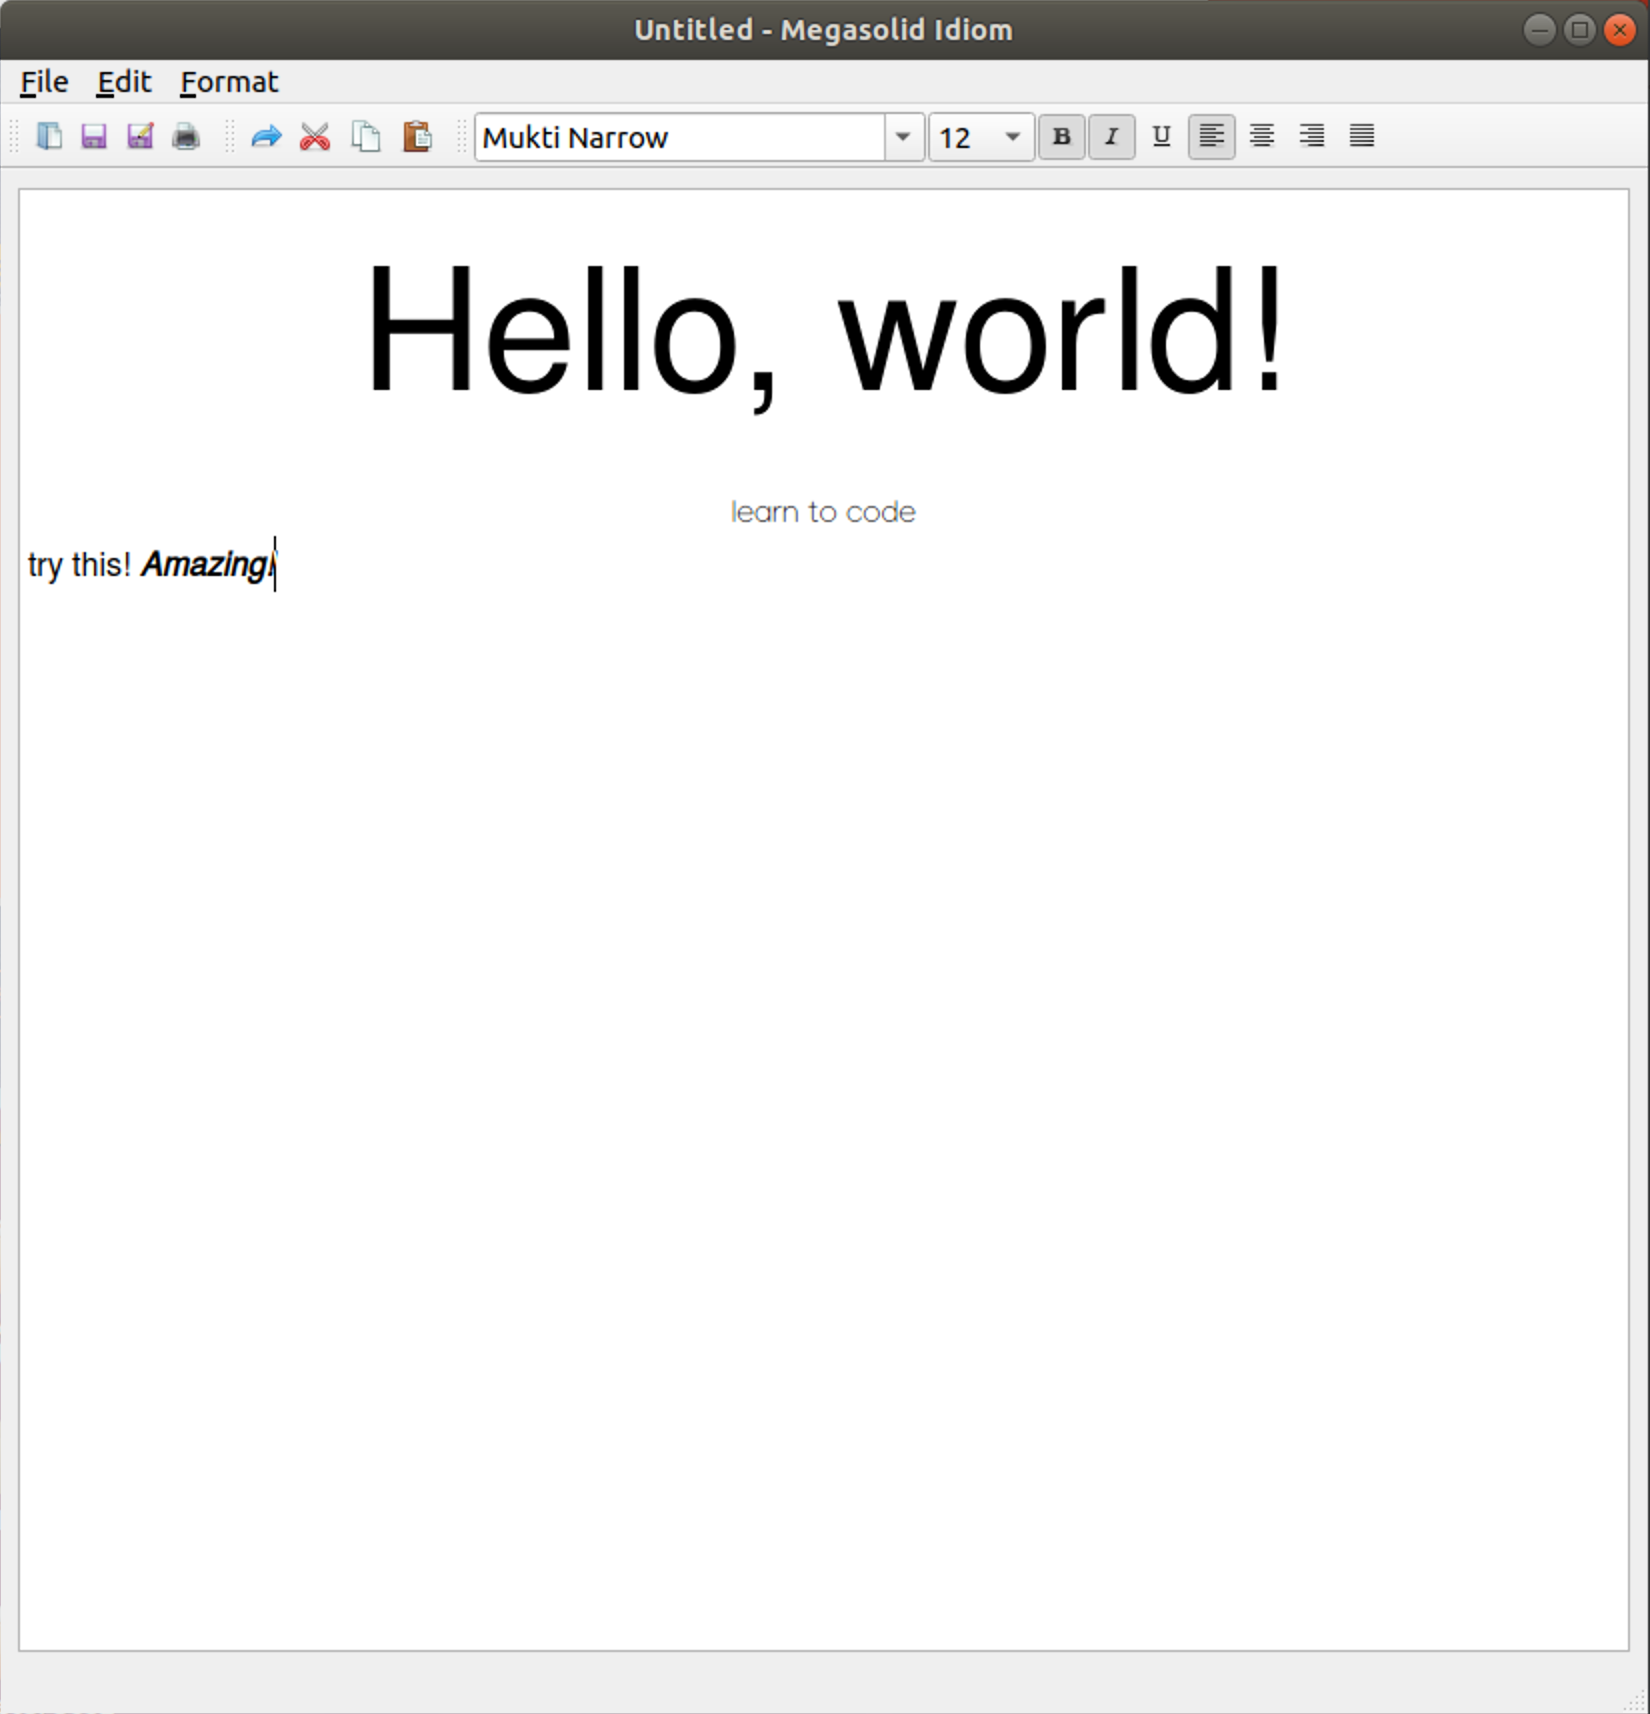 Untitled - Megasolid Idiom
File Edit Format
Mukti Narrow 12 B I U
Hello, world!
learn to code
try this! Amazing!